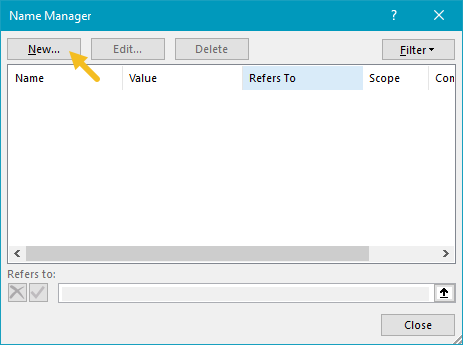 Name Manager ?
New... Edit... Delete Filter
Name Value Refers To Scope Con
Refers to:
Close